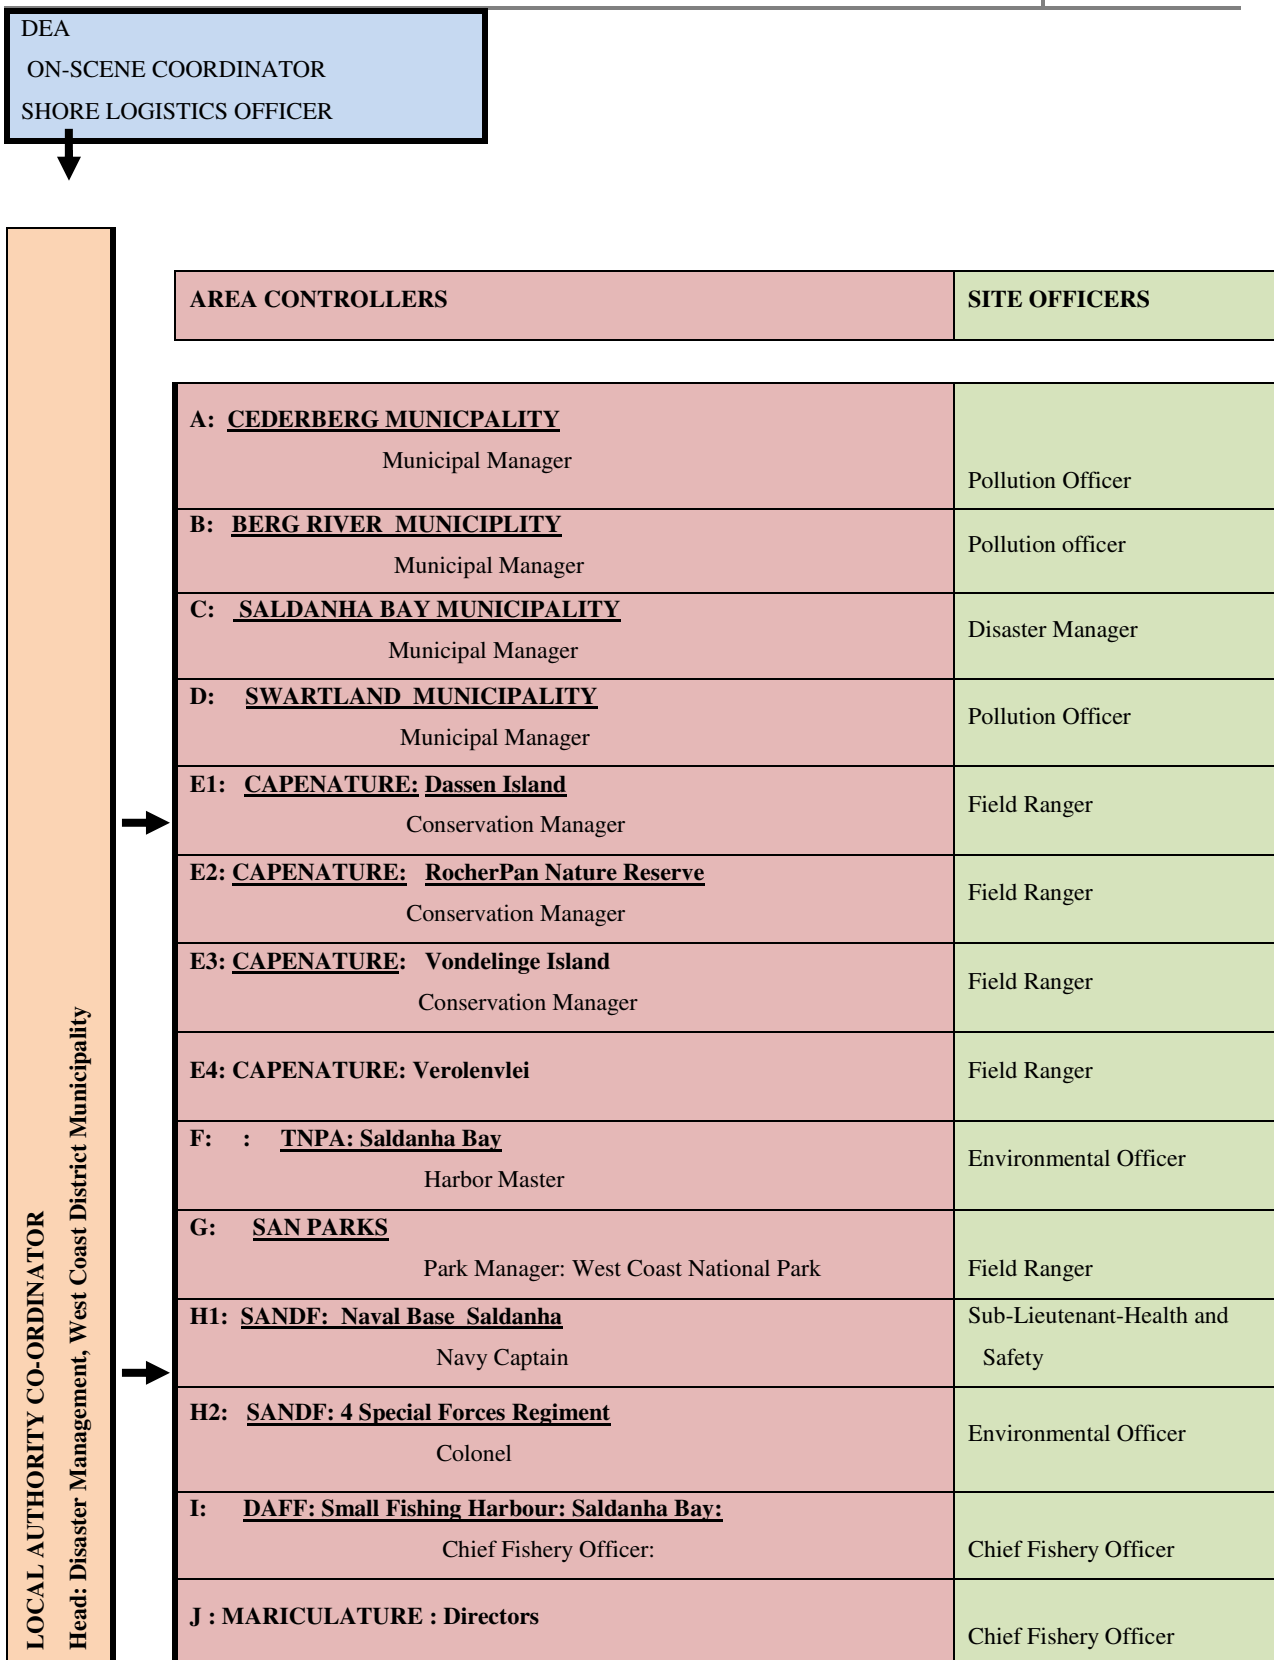 DEA
ON-SCENE COORDINATOR
SHORE LOGISTICS OFFICER
LOCAL AUTHORITY CO-ORDINATOR
Head: Disaster Management, West Coast District Municipality
AREA CONTROLLERS
SITE OFFICERS
A: CEDERBERG MUNICPALITY
Municipal Manager
Pollution Officer
B: BERG RIVER MUNICIPLITY
Municipal Manager
Pollution officer
C: SALDANHA BAY MUNICIPALITY
Municipal Manager
Disaster Manager
D: SWARTLAND MUNICIPALITY
Municipal Manager
Pollution Officer
E1: CAPENATURE: Dassen Island
Conservation Manager
Field Ranger
E2: CAPENATURE: RocherPan Nature Reserve
Conservation Manager
Field Ranger
E3: CAPENATURE: Vondelinge Island
Conservation Manager
Field Ranger
E4: CAPENATURE: Verolenvlei
Field Ranger
F: : TNPA: Saldanha Bay
Harbor Master
Environmental Officer
G: SAN PARKS
Park Manager: West Coast National Park
Field Ranger
H1: SANDF: Naval Base Saldanha
Navy Captain
Sub-Lieutenant-Health and
Safety
H2: SANDF: 4 Special Forces Regiment
Colonel
Environmental Officer
I: DAFF: Small Fishing Harbour: Saldanha Bay:
Chief Fishery Officer:
Chief Fishery Officer
J : MARICULATURE : Directors
Chief Fishery Officer